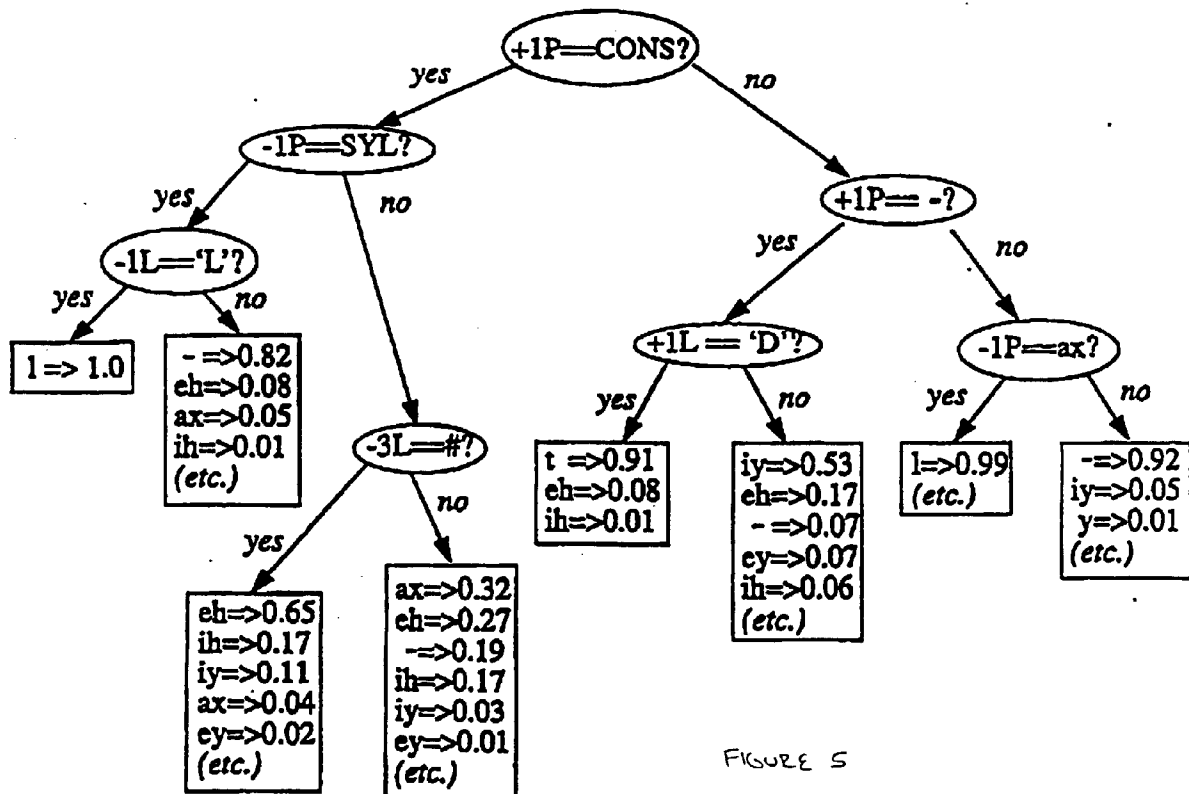 +1P==CONS?
yes
no
-1P==SYL?
+1P== -?
yes
no
yes
no
-1L=='L'?
+1L == 'D'?
-1P==ax?
yes
no
yes
no
yes
no
l => 1.0
- =>0.82
eh=>0.08
ax=>0.05
ih=>0.01
(etc.)
-3L==#?
t =>0.91
eh=>0.08
ih=>0.01
iy=>0.53
eh=>0.17
- =>0.07
ey=>0.07
ih=>0.06
(etc.)
l=>0.99
(etc.)
-=>0.92
iy=>0.05
y=>0.01
(etc.)
yes
no
eh=>0.65
ih=>0.17
iy=>0.11
ax=>0.04
ey=>0.02
(etc.)
ax=>0.32
eh=>0.27
-=>0.19
ih=>0.17
iy=>0.03
ey=>0.01
(etc.)
FIGURE 5